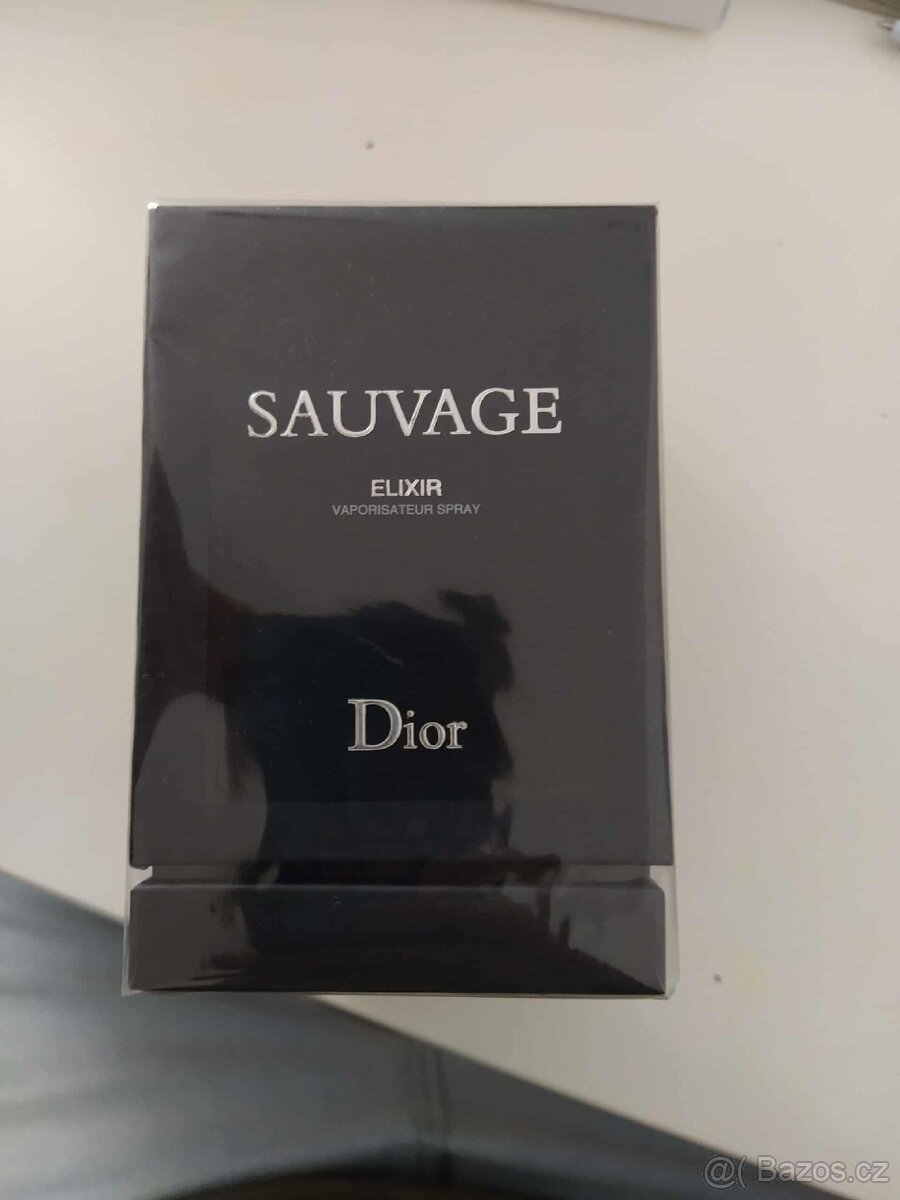 SAUVAGE
ELIXIR
VAPORISATEUR SPRAY
Dior
@( Bazos.cz